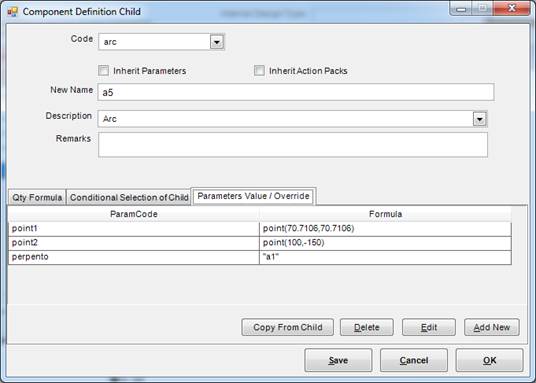 Component Definition Child
Code arc
Inherit Parameters Inherit Action Packs
New Name a5
Description Arc
Remarks
Qty Formula Conditional Selection of Child Parameters Value / Override
ParamCode Formula
point1 point(70.7106,70.7106)
point2 point(100,-150)
perpento "a1"
Copy From Child Delete Edit Add New
Save Cancel OK